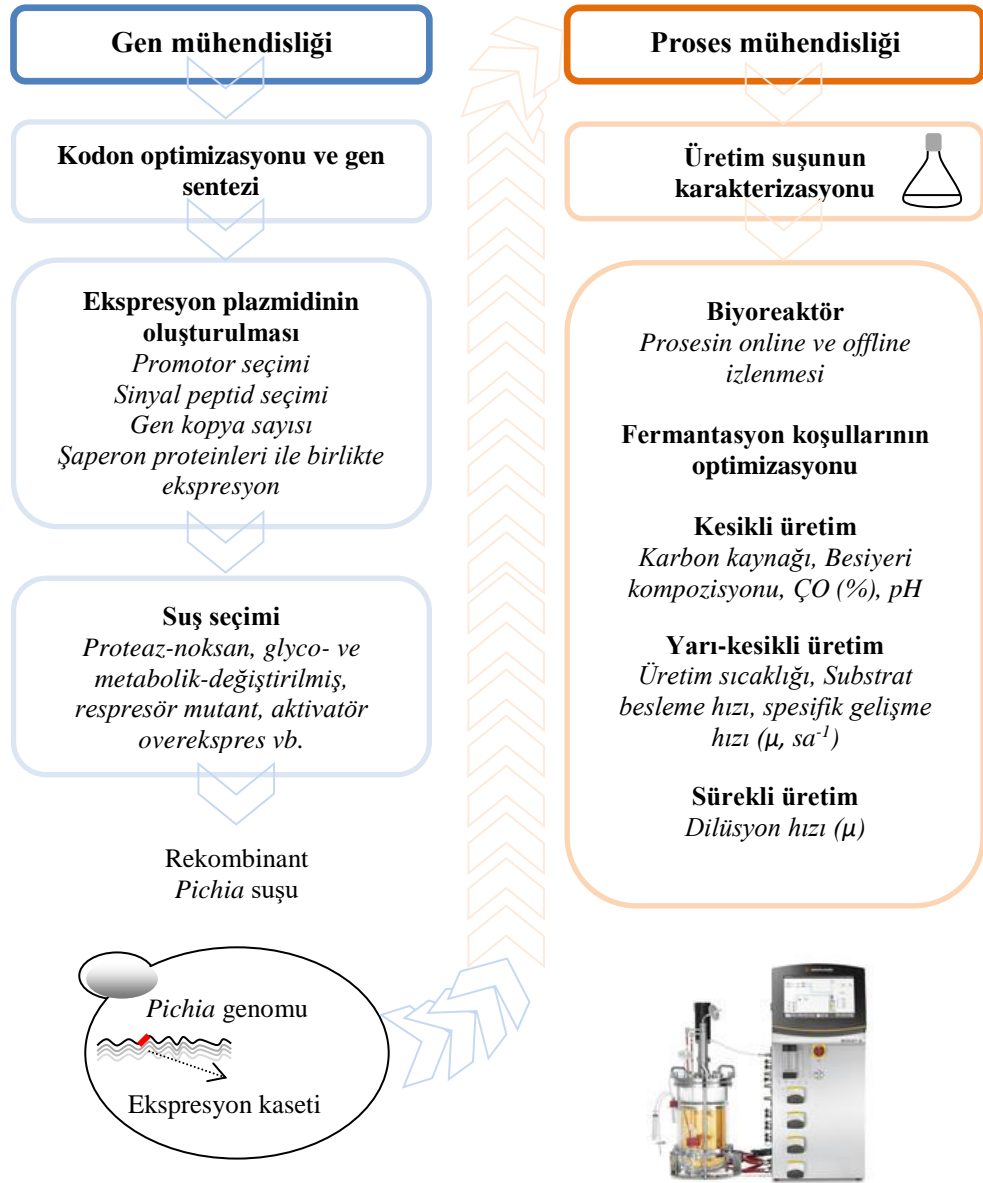 Gen mühendisliği
Kodon optimizasyonu ve gen
sentezi
Ekspresyon plazmidinin
oluşturulması
Promotor seçimi
Sinyal peptid seçimi
Gen kopya sayısı
Şaperon proteinleri ile birlikte
ekspresyon
Suş seçimi
Proteaz-noksan, glyco- ve
metabolik-değiştirilmiş,
respresör mutant, aktivatör
overekspres vb.
Rekombinant
Pichia suşu
Pichia genomu
Ekspresyon kaseti
Proses mühendisliği
Üretim suşunun
karakterizasyonu
Biyoreaktör
Prosesin online ve offline
izlenmesi
Fermantasyon koşullarının
optimizasyonu
Kesikli üretim
Karbon kaynağı, Besiyeri
kompozisyonu, ÇO (%), pH
Yarı-kesikli üretim
Üretim sıcaklığı, Substrat
besleme hızı, spesifik gelişme
hızı (μ, sa⁻¹)
Sürekli üretim
Dilüsyon hızı (μ)